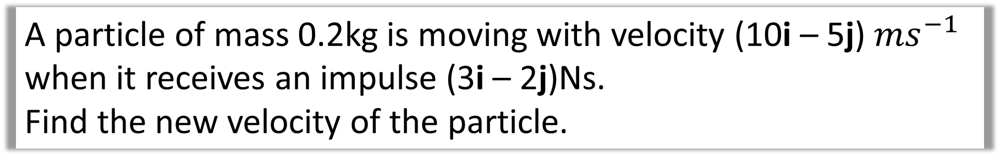 A particle of mass 0.2kg is moving with velocity (10i – 5j) ms⁻¹
when it receives an impulse (3i – 2j)Ns.
Find the new velocity of the particle.